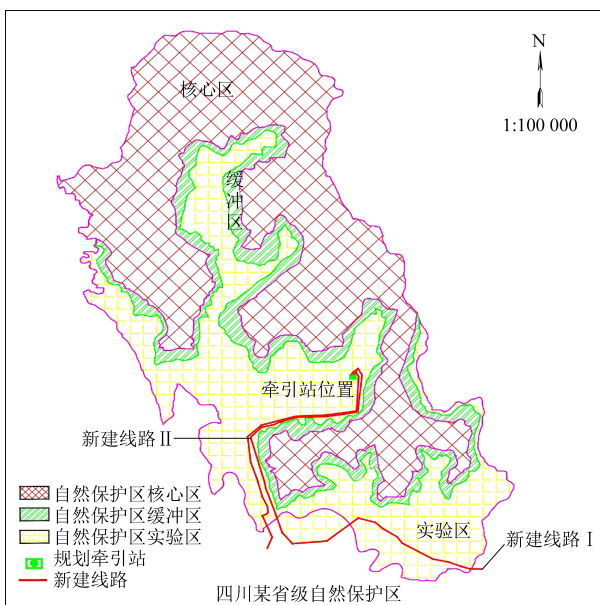 N
1:100 000
核心区
缓冲区
牵引站位置
新建线路Ⅱ
自然保护区核心区
自然保护区缓冲区
自然保护区实验区
规划牵引站
新建线路
实验区
新建线路Ⅰ
四川某省级自然保护区